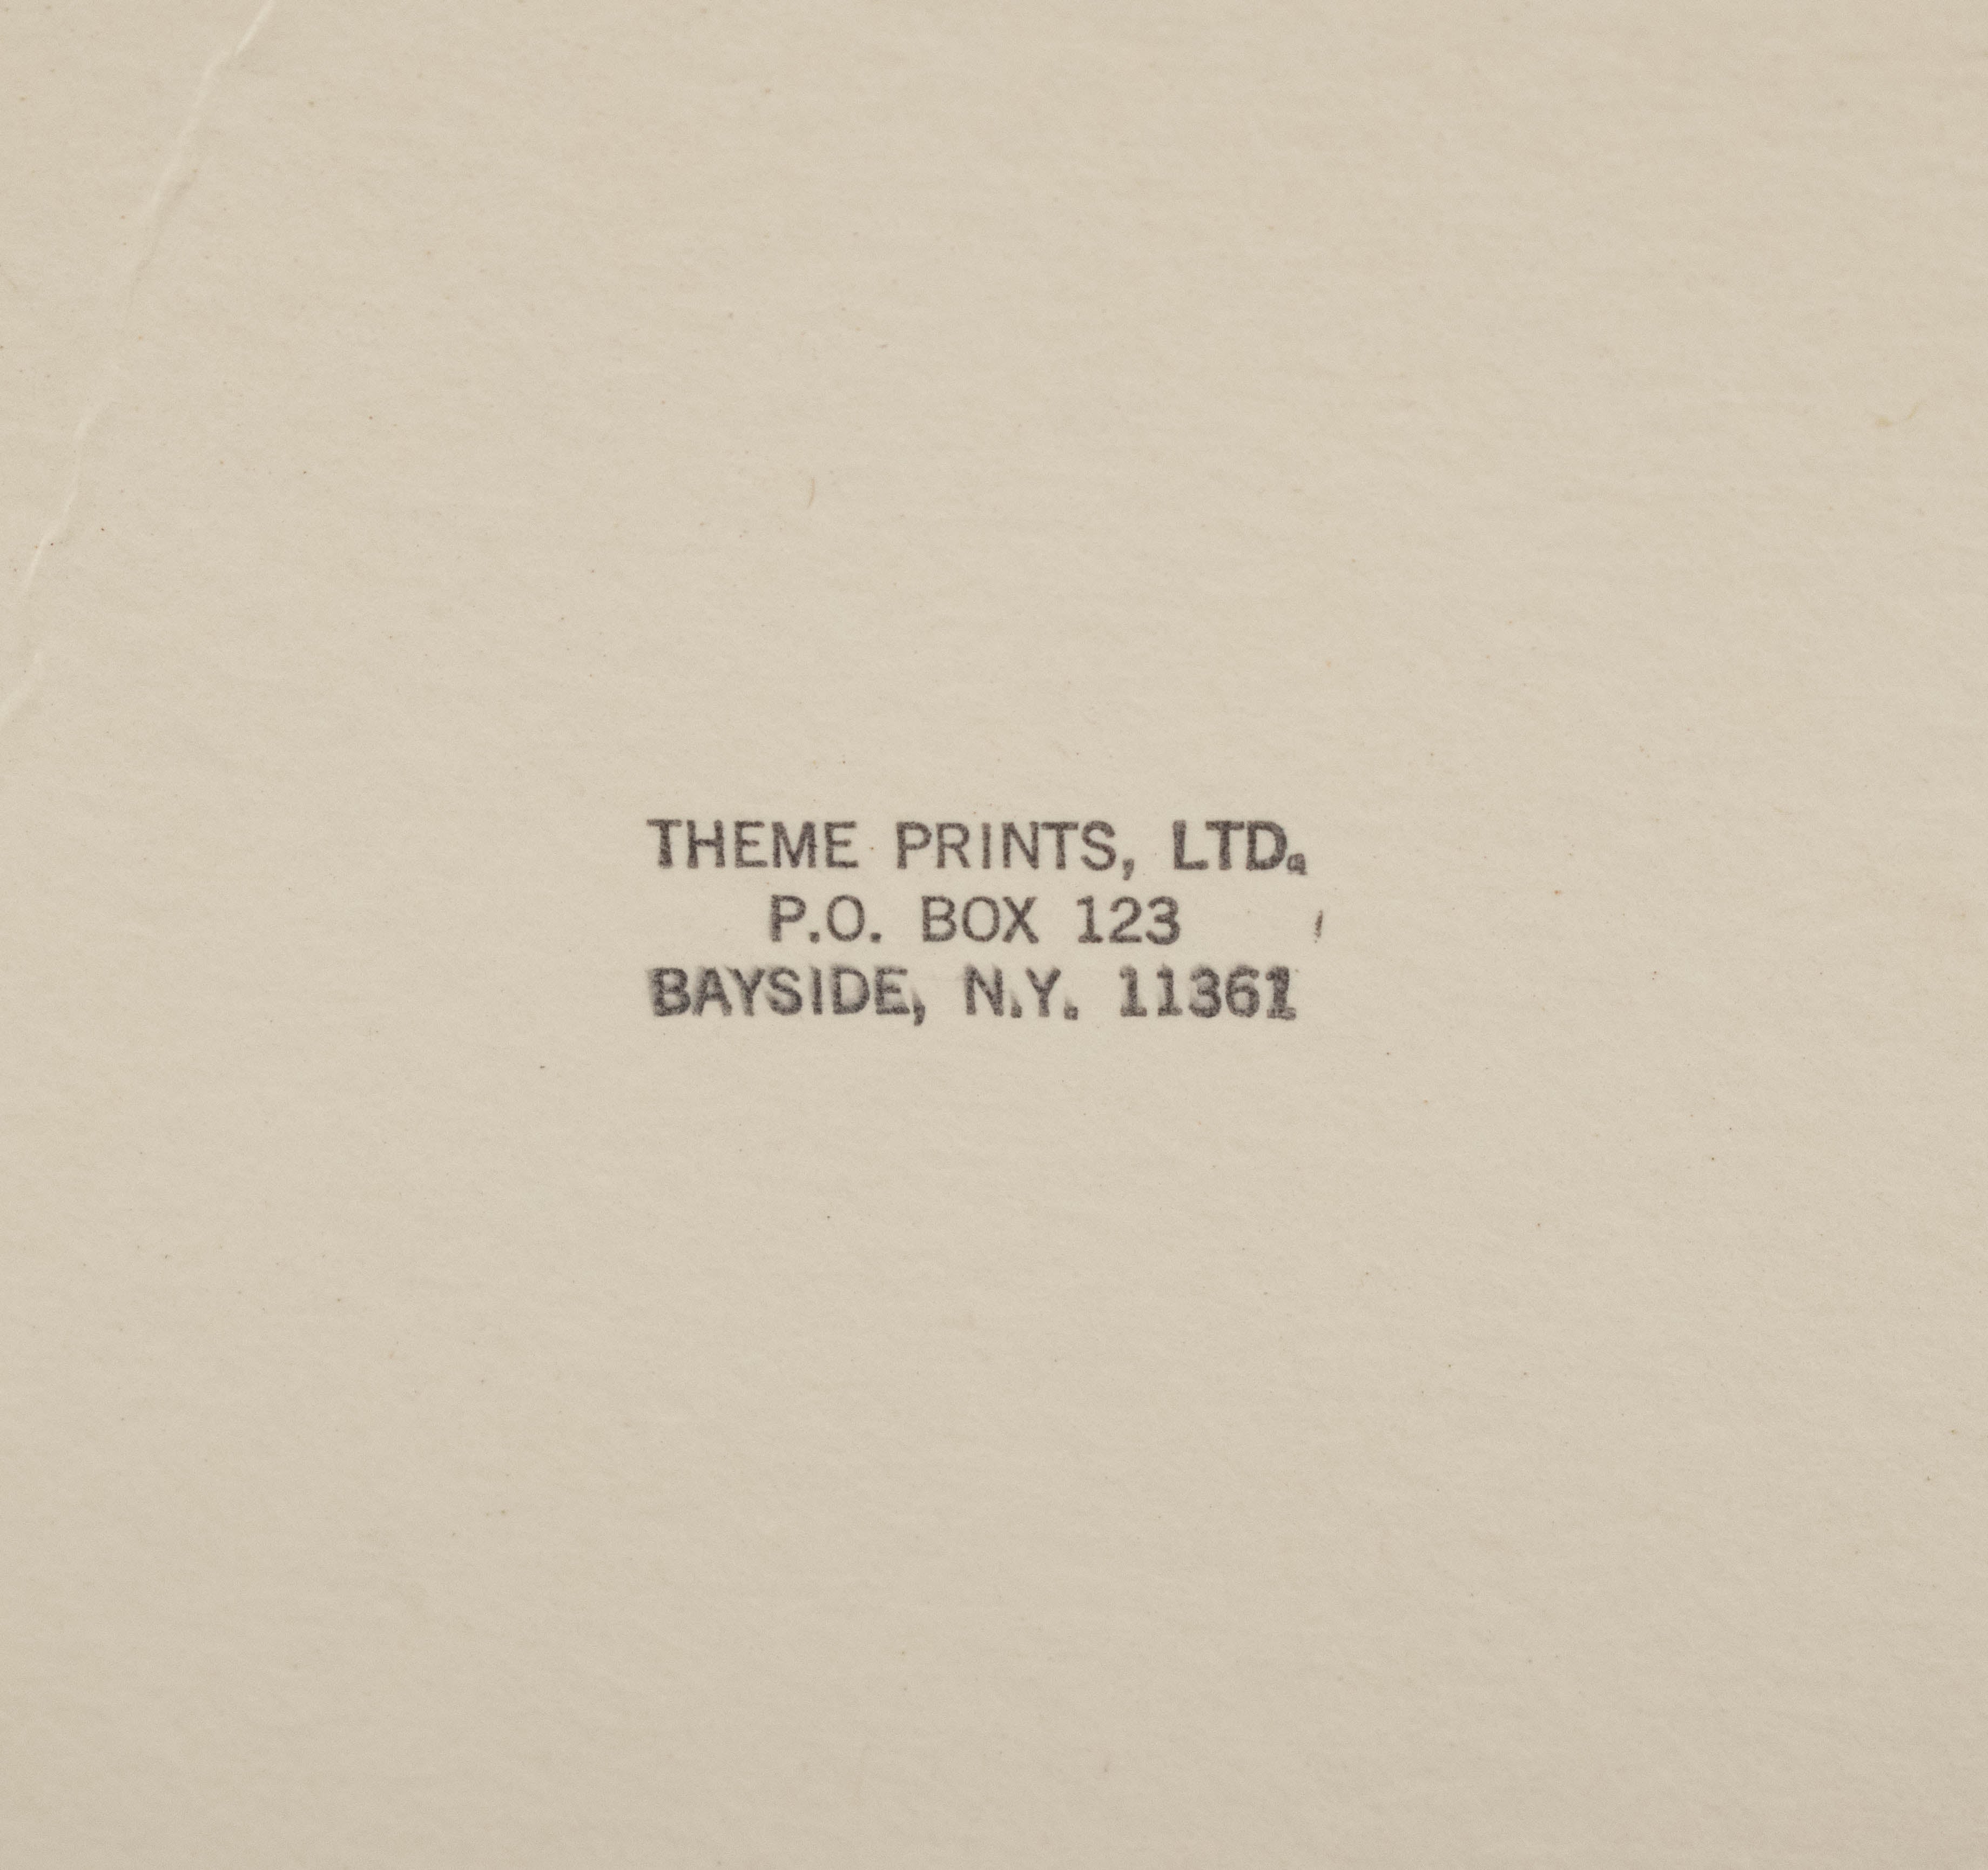 THEME PRINTS, LTD.
P.O. BOX 123
BAYSIDE, N.Y. 11361